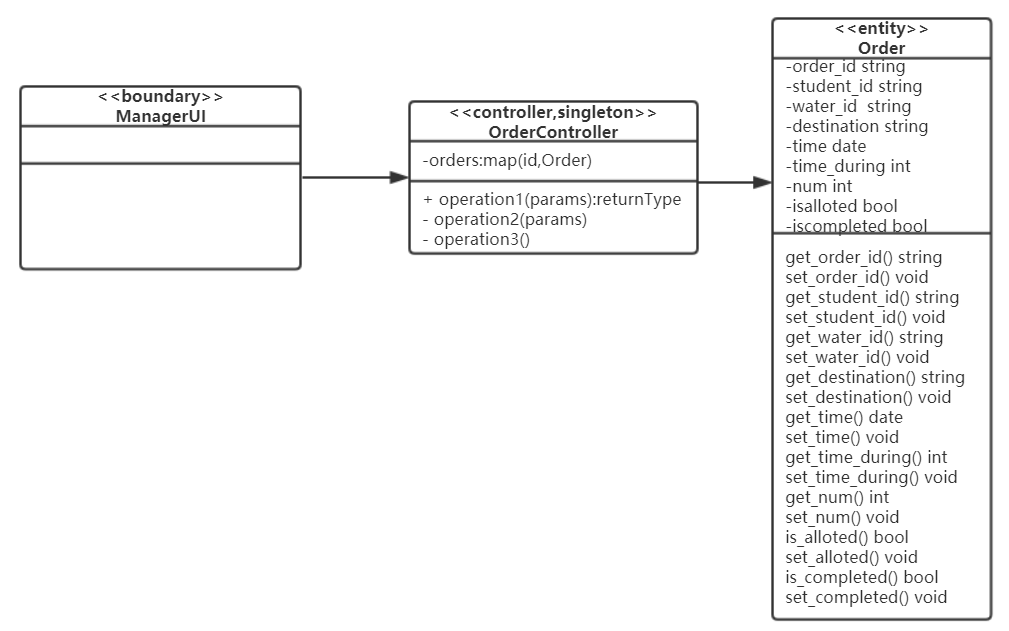 <<boundary>>
ManagerUI
<<controller,singleton>>
OrderController
-orders:map(id,Order)
+ operation1(params):returnType
- operation2(params)
- operation3()
<<entity>>
Order
-order_id string
-student_id string
-water_id  string
-destination string
-time date
-time_during int
-num int
-isalloted bool
-iscompleted bool
get_order_id() string
set_order_id() void
get_student_id() string
set_student_id() void
get_water_id() string
set_water_id() void
get_destination() string
set_destination() void
get_time() date
set_time() void
get_time_during() int
set_time_during() void
get_num() int
set_num() void
is_alloted() bool
set_alloted() void
is_completed() bool
set_completed() void